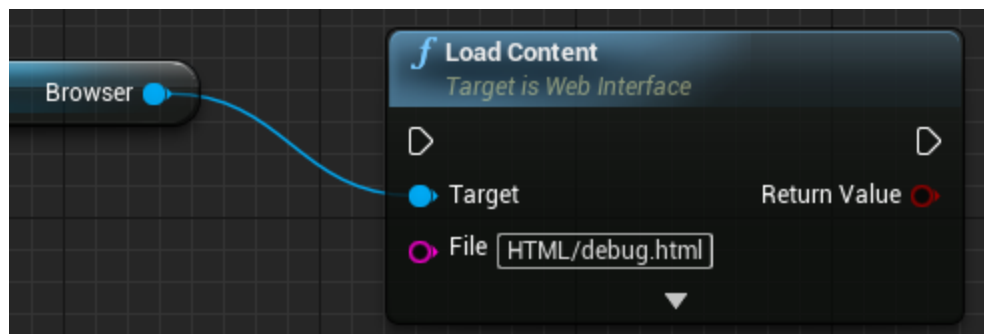 Browser
f Load Content
Target is Web Interface
Target
Return Value
File HTML/debug.html